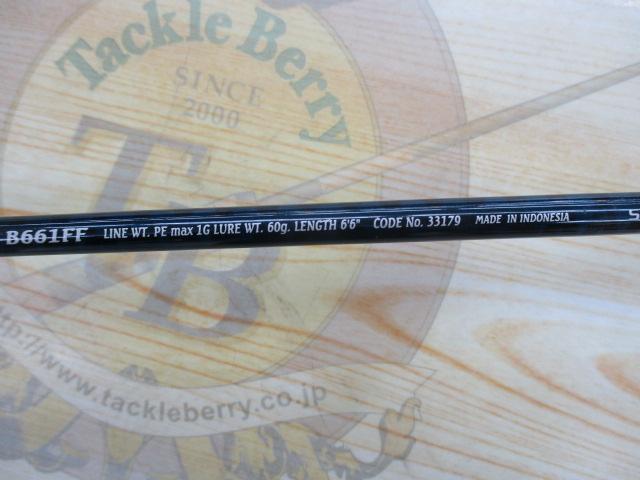 Tackle Berry
SINCE
2000
TB
B661FF LINE WT. PE max 1G LURE WT. 60g. LENGTH 6'6" CODE No. 33179 MADE IN INDONESIA
http://www.tackleberry.co.jp